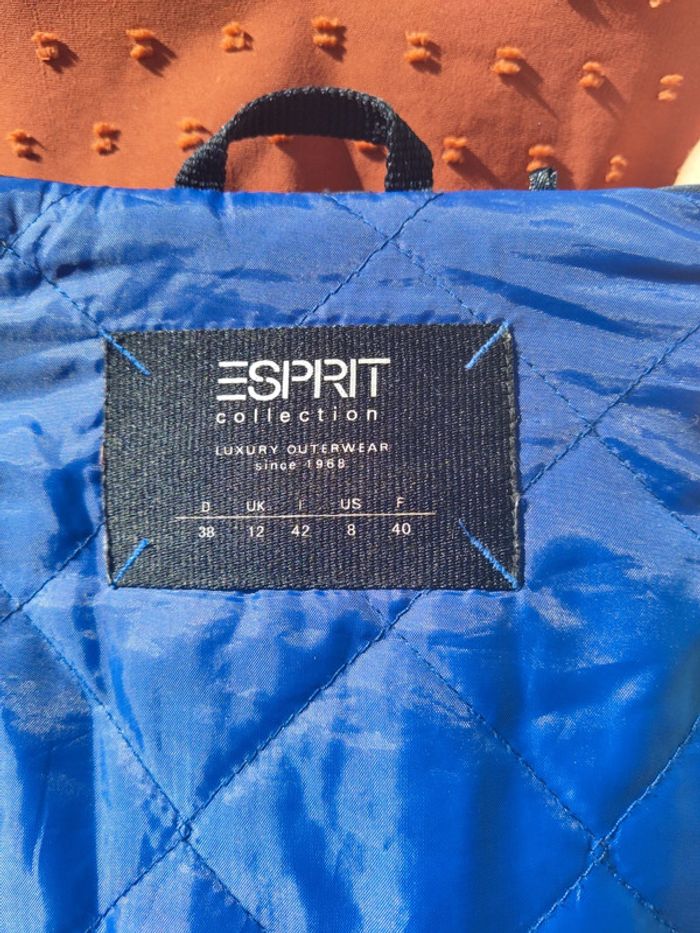 ESPRIT
collection
LUXURY OUTERWEAR
since 1968
D UK I US F
38 12 42 8 40